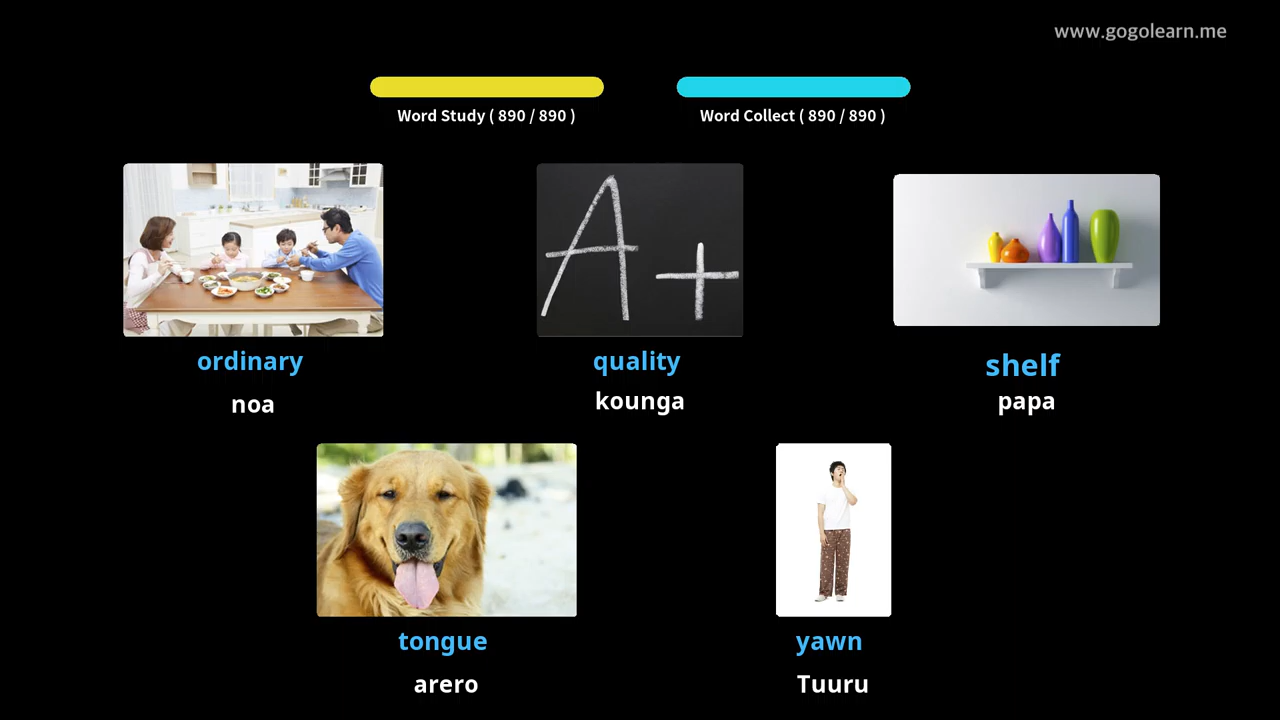 www.gogolearn.me
Word Study ( 890 / 890 )
Word Collect ( 890 / 890 )
A+
ordinary
quality
shelf
noa
kounga
papa
tongue
yawn
arero
Tuuru